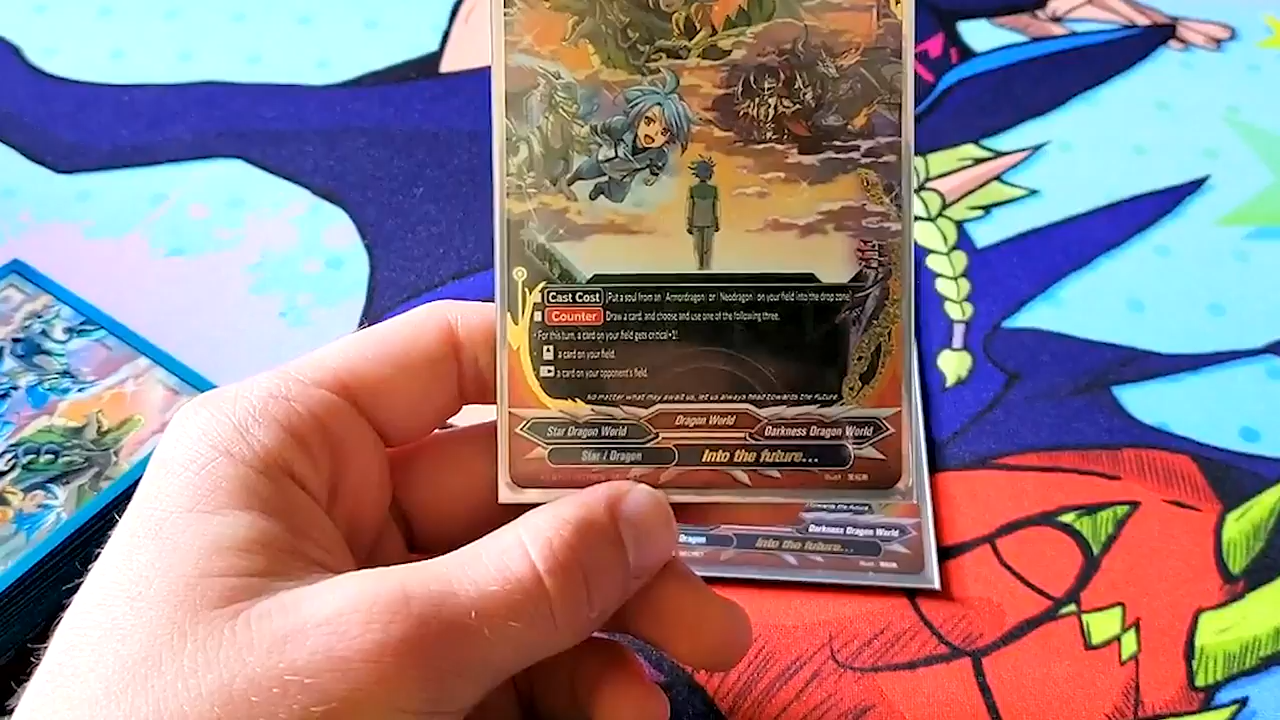 Cast Cost [Put a soul from an "Armordragon" or "Neodragon" on your field into the drop zone]
Counter Draw a card, and choose and use one of the following three.
• For this turn, a card on your field gets critical+1!
• a card on your field.
• a card on your opponent's field.
No matter what may await us, let us always head towards the future.
Dragon World
Star Dragon World
Darkness Dragon World
Star / Dragon
Into the future...
towards the future.
Darkness Dragon World
Dragon
Into the future...
SECRET